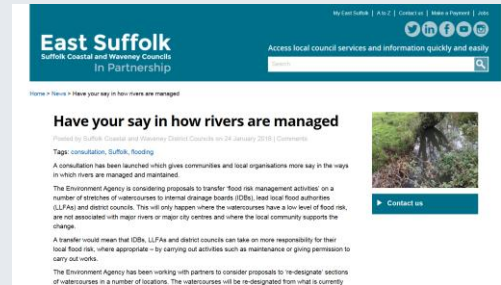 My East Suffolk | A to Z | Contact us | Make a Payment | Jobs
East Suffolk
Suffolk Coastal and Waveney Councils
In Partnership
Access local council services and information quickly and easily
Search
Home > News > Have your say in how rivers are managed
Have your say in how rivers are managed
Posted by Suffolk Coastal and Waveney District Councils on 24 January 2018 | Comments
Tags: consultation, Suffolk, flooding
A consultation has been launched which gives communities and local organisations more say in the ways
in which rivers are managed and maintained.
The Environment Agency is considering proposals to transfer 'flood risk management activities' on a
number of stretches of watercourses to internal drainage boards (IDBs), lead local flood authorities
(LLFAs) and district councils. This will only happen where the watercourses have a low level of flood risk,
are not associated with major rivers or major city centres and where the local community supports the
change.
A transfer would mean that IDBs, LLFAs and district councils can take on more responsibility for their
local flood risk, where appropriate – by carrying out activities such as maintenance or giving permission to
carry out works.
The Environment Agency has been working with partners to consider proposals to 're-designate' sections
of watercourses in a number of locations. The watercourses will be re-designated from what is currently
Contact us